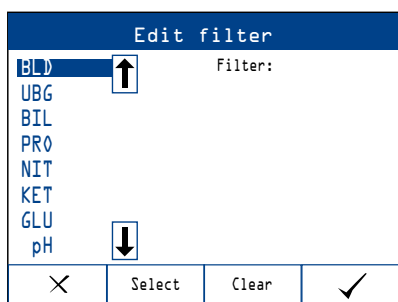 Edit filter
BLD
Filter:
UBG
BIL
PRO
NIT
KET
GLU
pH
Select
Clear